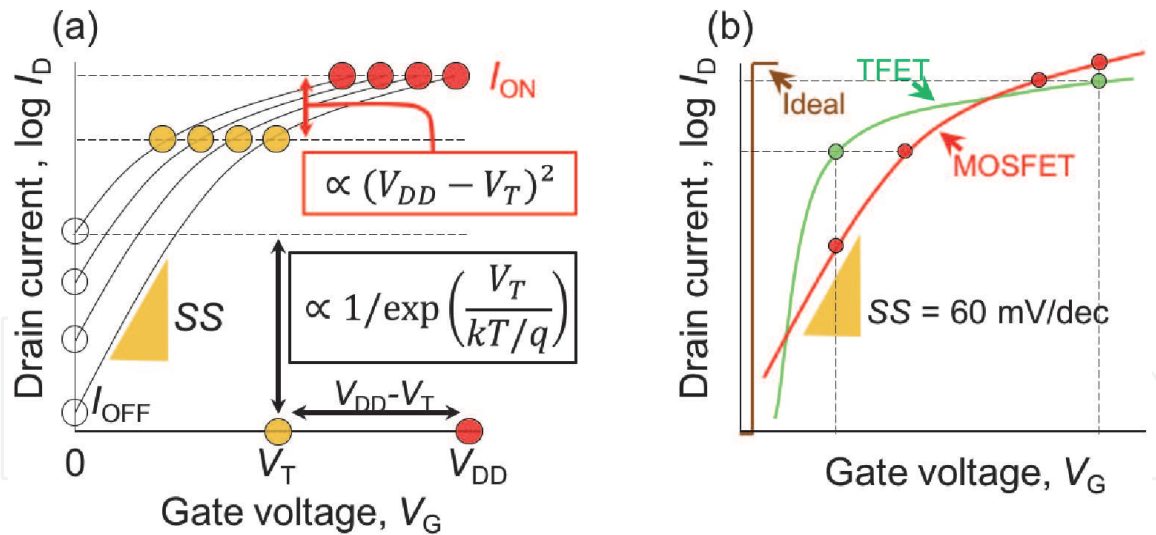 (a)
Drain current, log I_D
I_ON
∝ (V_DD − V_T)²
SS
∝ 1/exp(V_T/(kT/q))
I_OFF
V_DD-V_T
0
V_T
V_DD
Gate voltage, V_G
(b)
Drain current, log I_D
TFET
Ideal
MOSFET
SS = 60 mV/dec
Gate voltage, V_G